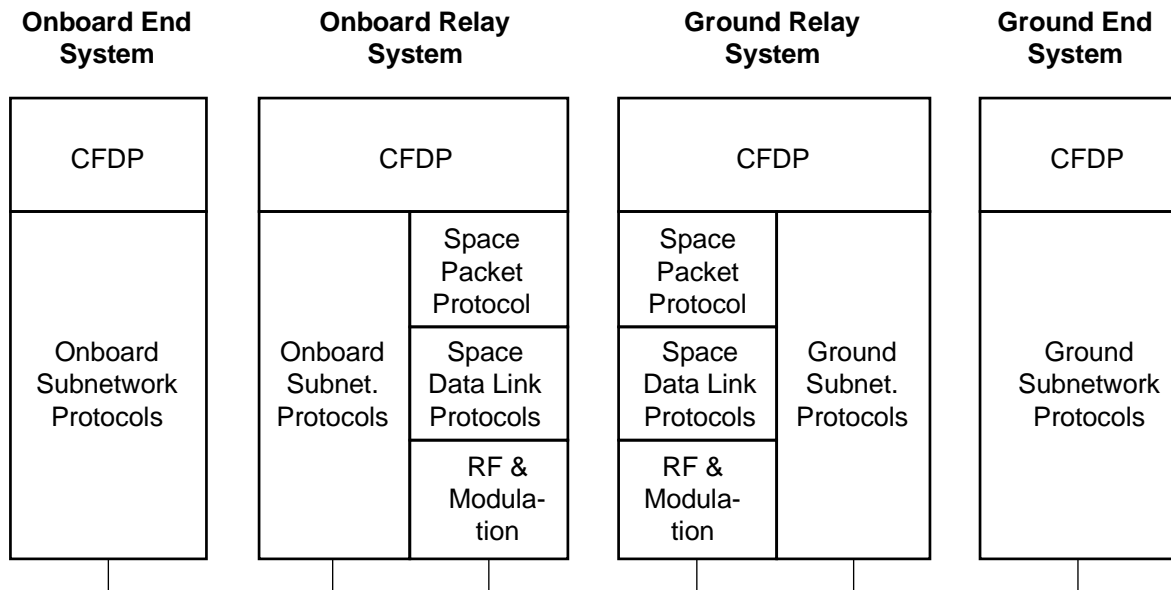 Onboard End
System
Onboard Relay
System
Ground Relay
System
Ground End
System
CFDP
CFDP
CFDP
CFDP
Onboard
Subnetwork
Protocols
Onboard
Subnet.
Protocols
Space
Packet
Protocol
Space
Data Link
Protocols
RF &
Modula-
tion
Space
Packet
Protocol
Space
Data Link
Protocols
RF &
Modula-
tion
Ground
Subnet.
Protocols
Ground
Subnetwork
Protocols